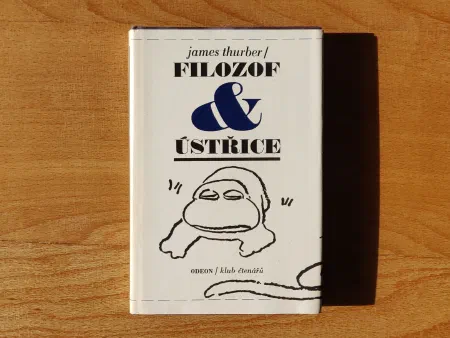 james thurber/
FILOZOF
&
ÚSTŘICE
ODEON / klub čtenářů